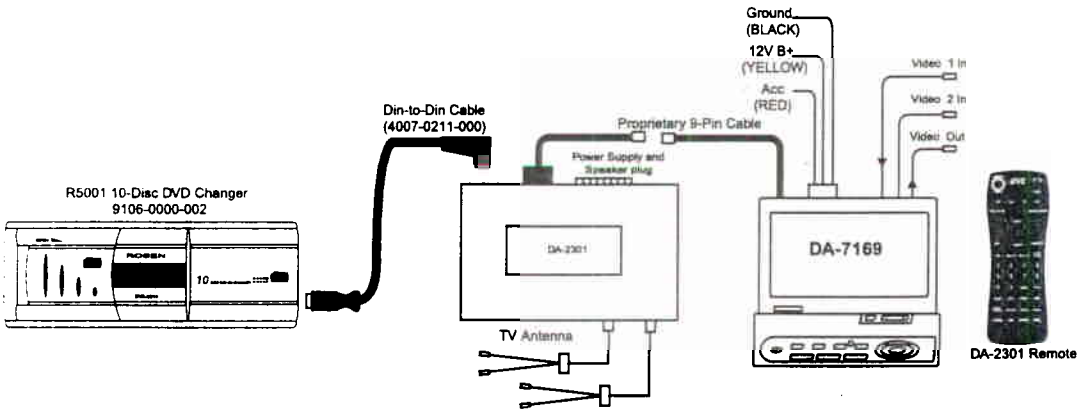 Ground
(BLACK)
12V B+
(YELLOW)
Acc
(RED)
Video 1 In
Video 2 In
Video Out
Din-to-Din Cable
(4007-0211-000)
Proprietary 9-Pin Cable
Power Supply and
Speaker plug
R5001 10-Disc DVD Changer
9106-0000-002
ROSEN
10
DA-2301
DA-7169
TV Antenna
DA-2301 Remote